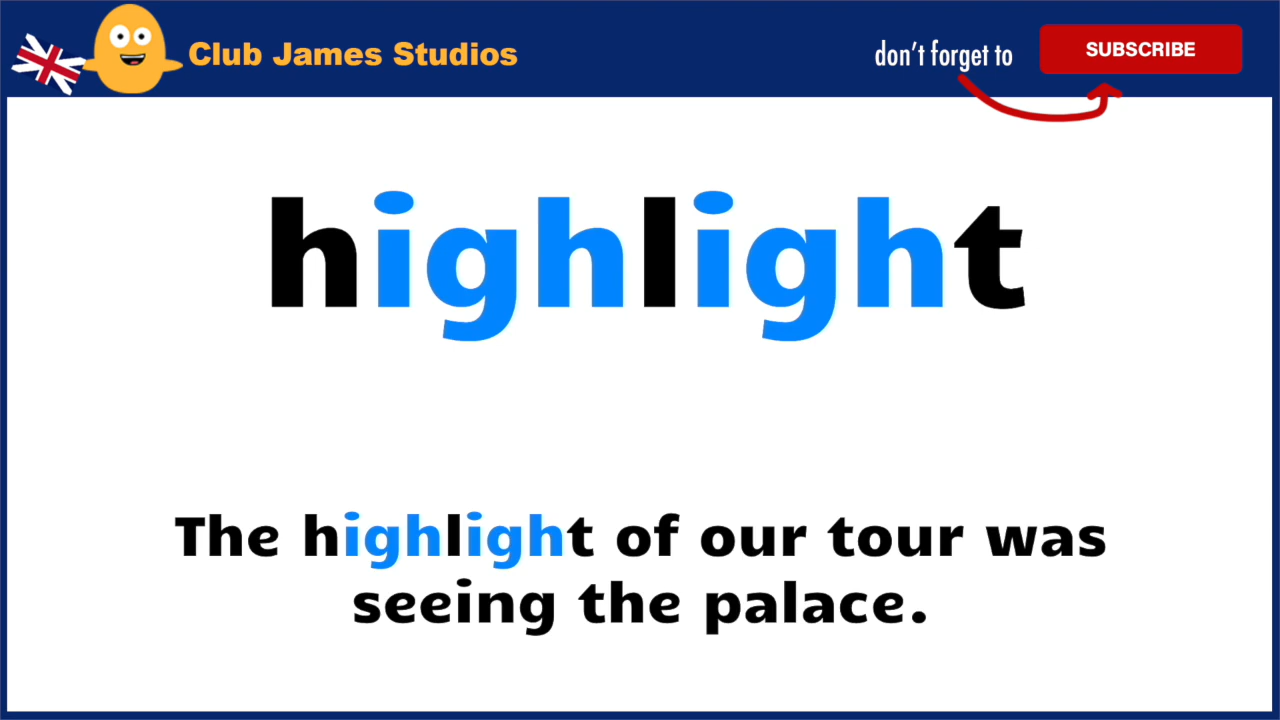 Club James Studios
don't forget to
SUBSCRIBE
highlight
The highlight of our tour was
seeing the palace.